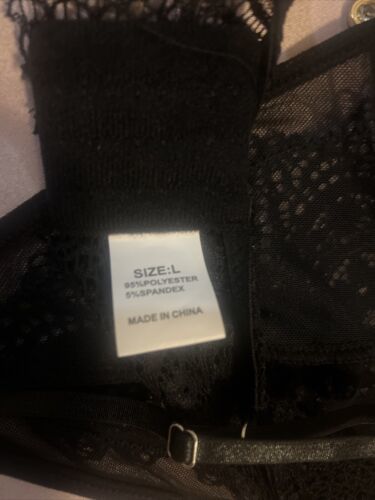 SIZE:L
95%POLYESTER
5%SPANDEX
MADE IN CHINA